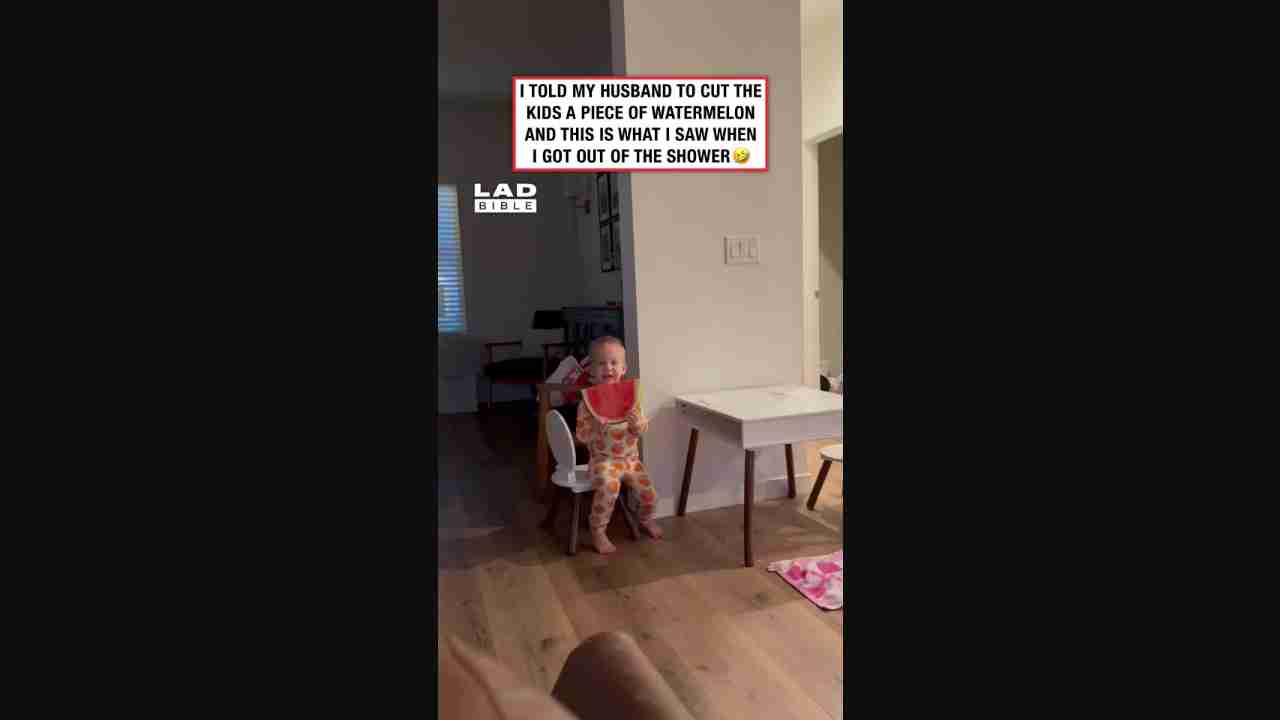 I TOLD MY HUSBAND TO CUT THE
KIDS A PIECE OF WATERMELON
AND THIS IS WHAT I SAW WHEN
I GOT OUT OF THE SHOWER🤣
LAD
BIBLE